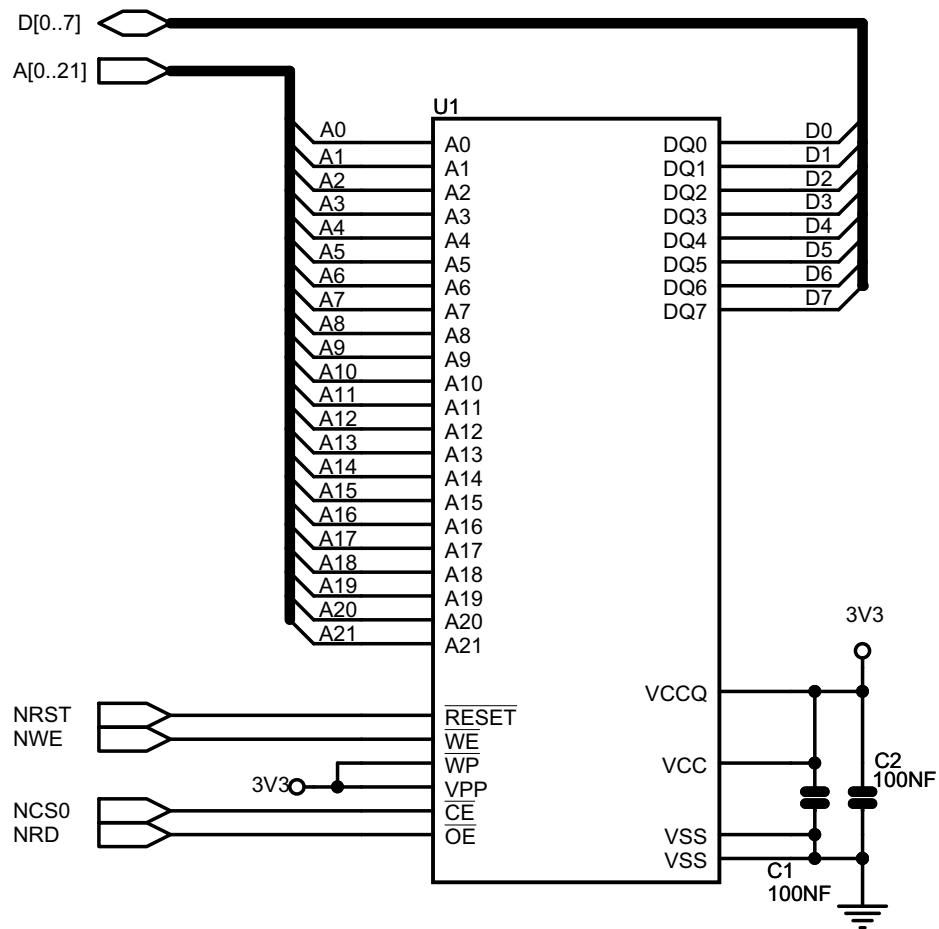 D[0..7]
A[0..21]
U1
A0 A0 DQ0 D0
A1 A1 DQ1 D1
A2 A2 DQ2 D2
A3 A3 DQ3 D3
A4 A4 DQ4 D4
A5 A5 DQ5 D5
A6 A6 DQ6 D6
A7 A7 DQ7 D7
A8 A8
A9 A9
A10 A10
A11 A11
A12 A12
A13 A13
A14 A14
A15 A15
A16 A16
A17 A17
A18 A18
A19 A19
A20 A20
A21 A21
3V3
VCCQ
NRST RESET
NWE WE
WP VCC
C2
100NF
3V3 VPP
NCS0 CE
NRD OE VSS
VSS
C1
100NF